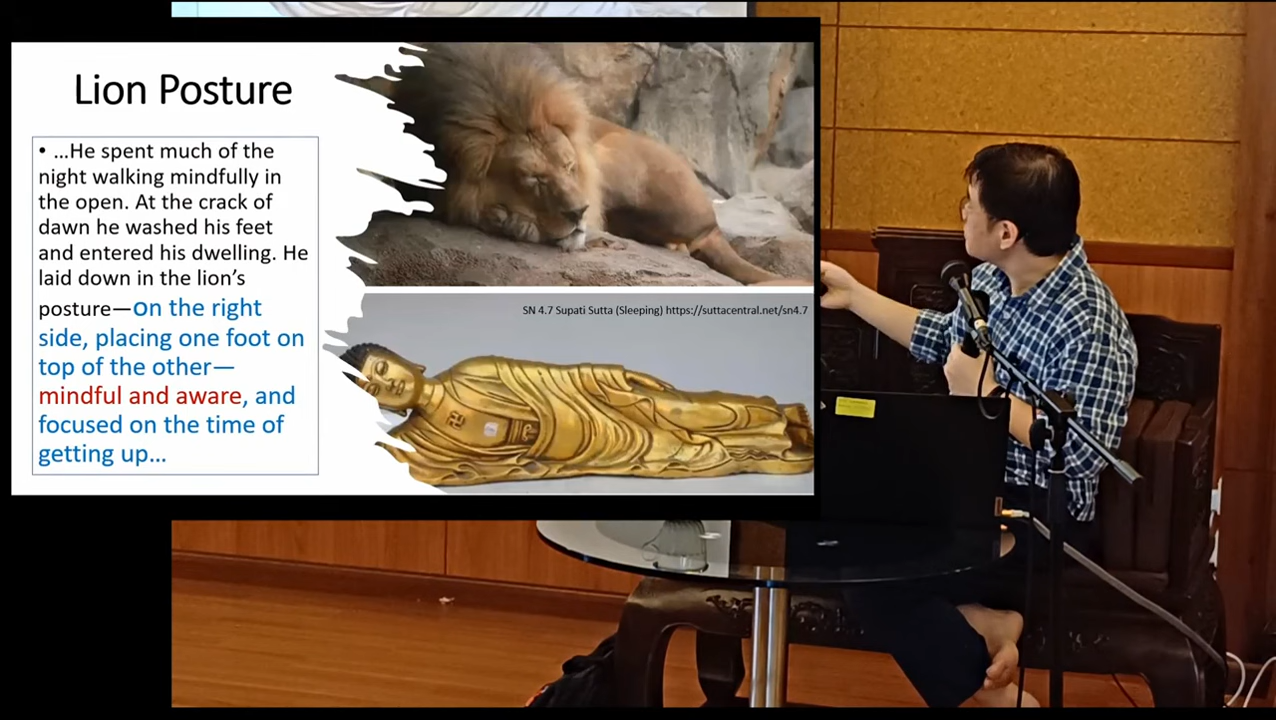 Lion Posture
• …He spent much of the
night walking mindfully in
the open. At the crack of
dawn he washed his feet
and entered his dwelling. He
laid down in the lion’s
posture—on the right
side, placing one foot on
top of the other—
mindful and aware, and
focused on the time of
getting up…
SN 4.7 Supati Sutta (Sleeping) https://suttacentral.net/sn4.7